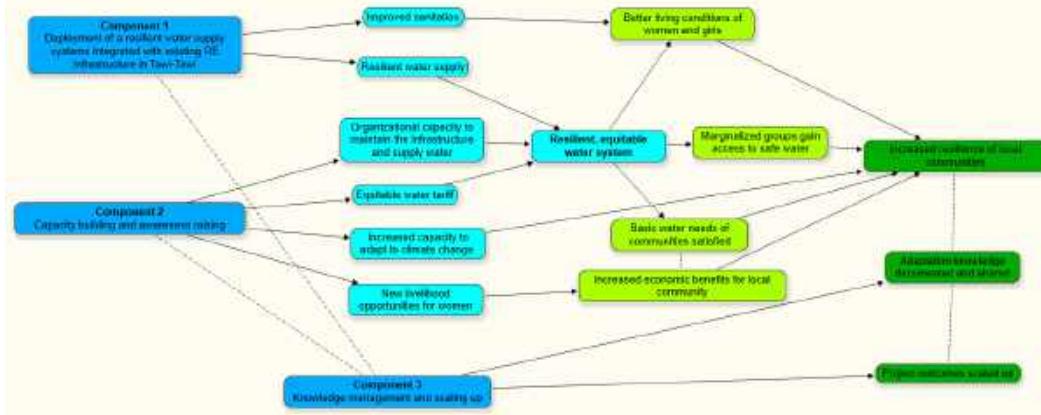 Component 1
Deployment of a resilient water supply
systems integrated with existing RE
infrastructure in Tawi-Tawi
Improved sanitation
Resilient water supply
Better living conditions of
women and girls
Organizational capacity to
maintain the infrastructure
and supply water
Resilient, equitable
water system
Marginalized groups gain
access to safe water
Increased resilience of local
communities
Equitable water tariff
Component 2
Capacity building and awareness raising
Increased capacity to
adapt to climate change
Basic water needs of
communities satisfied
New livelihood
opportunities for women
Increased economic benefits for local
community
Adaptation knowledge
documented and shared
Component 3
Knowledge management and scaling up
Project outcomes scaled up